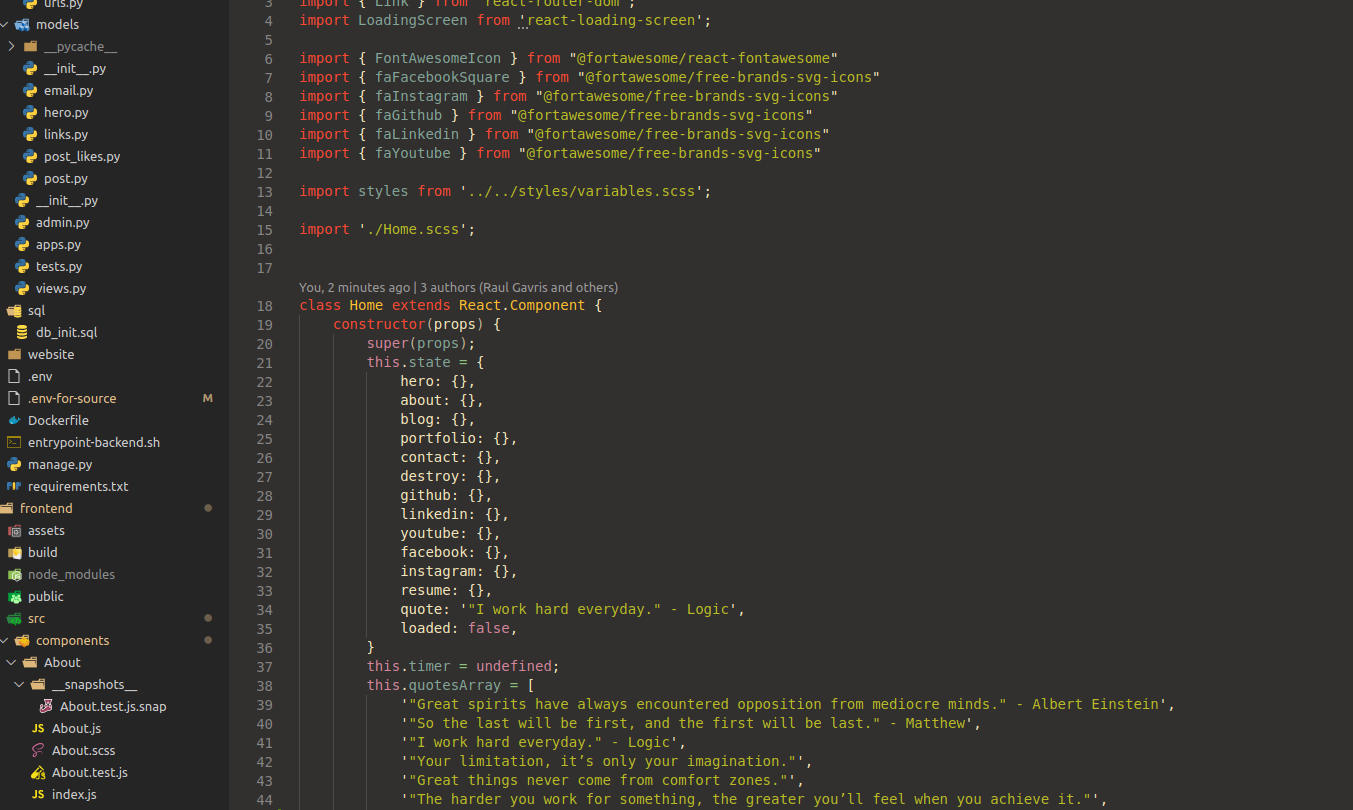 urls.py
models
__pycache__
__init__.py
email.py
hero.py
links.py
post_likes.py
post.py
__init__.py
admin.py
apps.py
tests.py
views.py
sql
db_init.sql
website
.env
.env-for-source M
Dockerfile
entrypoint-backend.sh
manage.py
requirements.txt
frontend
assets
build
node_modules
public
src
components
About
__snapshots__
About.test.js.snap
JS About.js
About.scss
About.test.js
JS index.js
3 import { Link } from 'react-router-dom';
4 import LoadingScreen from 'react-loading-screen';
5
6 import { FontAwesomeIcon } from "@fortawesome/react-fontawesome"
7 import { faFacebookSquare } from "@fortawesome/free-brands-svg-icons"
8 import { faInstagram } from "@fortawesome/free-brands-svg-icons"
9 import { faGithub } from "@fortawesome/free-brands-svg-icons"
10 import { faLinkedin } from "@fortawesome/free-brands-svg-icons"
11 import { faYoutube } from "@fortawesome/free-brands-svg-icons"
12
13 import styles from '../../styles/variables.scss';
14
15 import './Home.scss';
16
17
You, 2 minutes ago | 3 authors (Raul Gavris and others)
18 class Home extends React.Component {
19 constructor(props) {
20 super(props);
21 this.state = {
22 hero: {},
23 about: {},
24 blog: {},
25 portfolio: {},
26 contact: {},
27 destroy: {},
28 github: {},
29 linkedin: {},
30 youtube: {},
31 facebook: {},
32 instagram: {},
33 resume: {},
34 quote: '"I work hard everyday." - Logic',
35 loaded: false,
36 }
37 this.timer = undefined;
38 this.quotesArray = [
39 '"Great spirits have always encountered opposition from mediocre minds." - Albert Einstein',
40 '"So the last will be first, and the first will be last." - Matthew',
41 '"I work hard everyday." - Logic',
42 '"Your limitation, it’s only your imagination."',
43 '"Great things never come from comfort zones."',
44 '"The harder you work for something, the greater you’ll feel when you achieve it."',